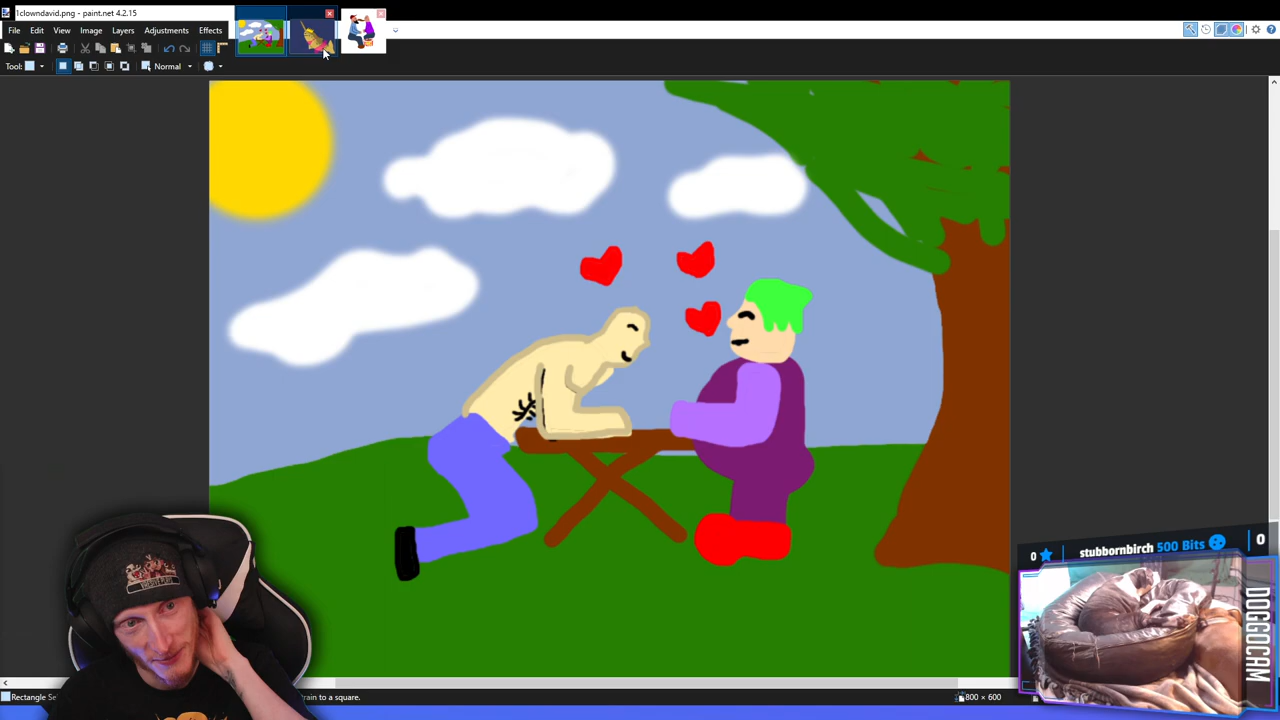 1clowndavid.png - paint.net 4.2.15
File Edit View Image Layers Adjustments Effects
Tool: Normal
Rectangle Se
train to a square.
800 × 600
0
stubbornbirch 500 Bits
0
DOGGOCAM